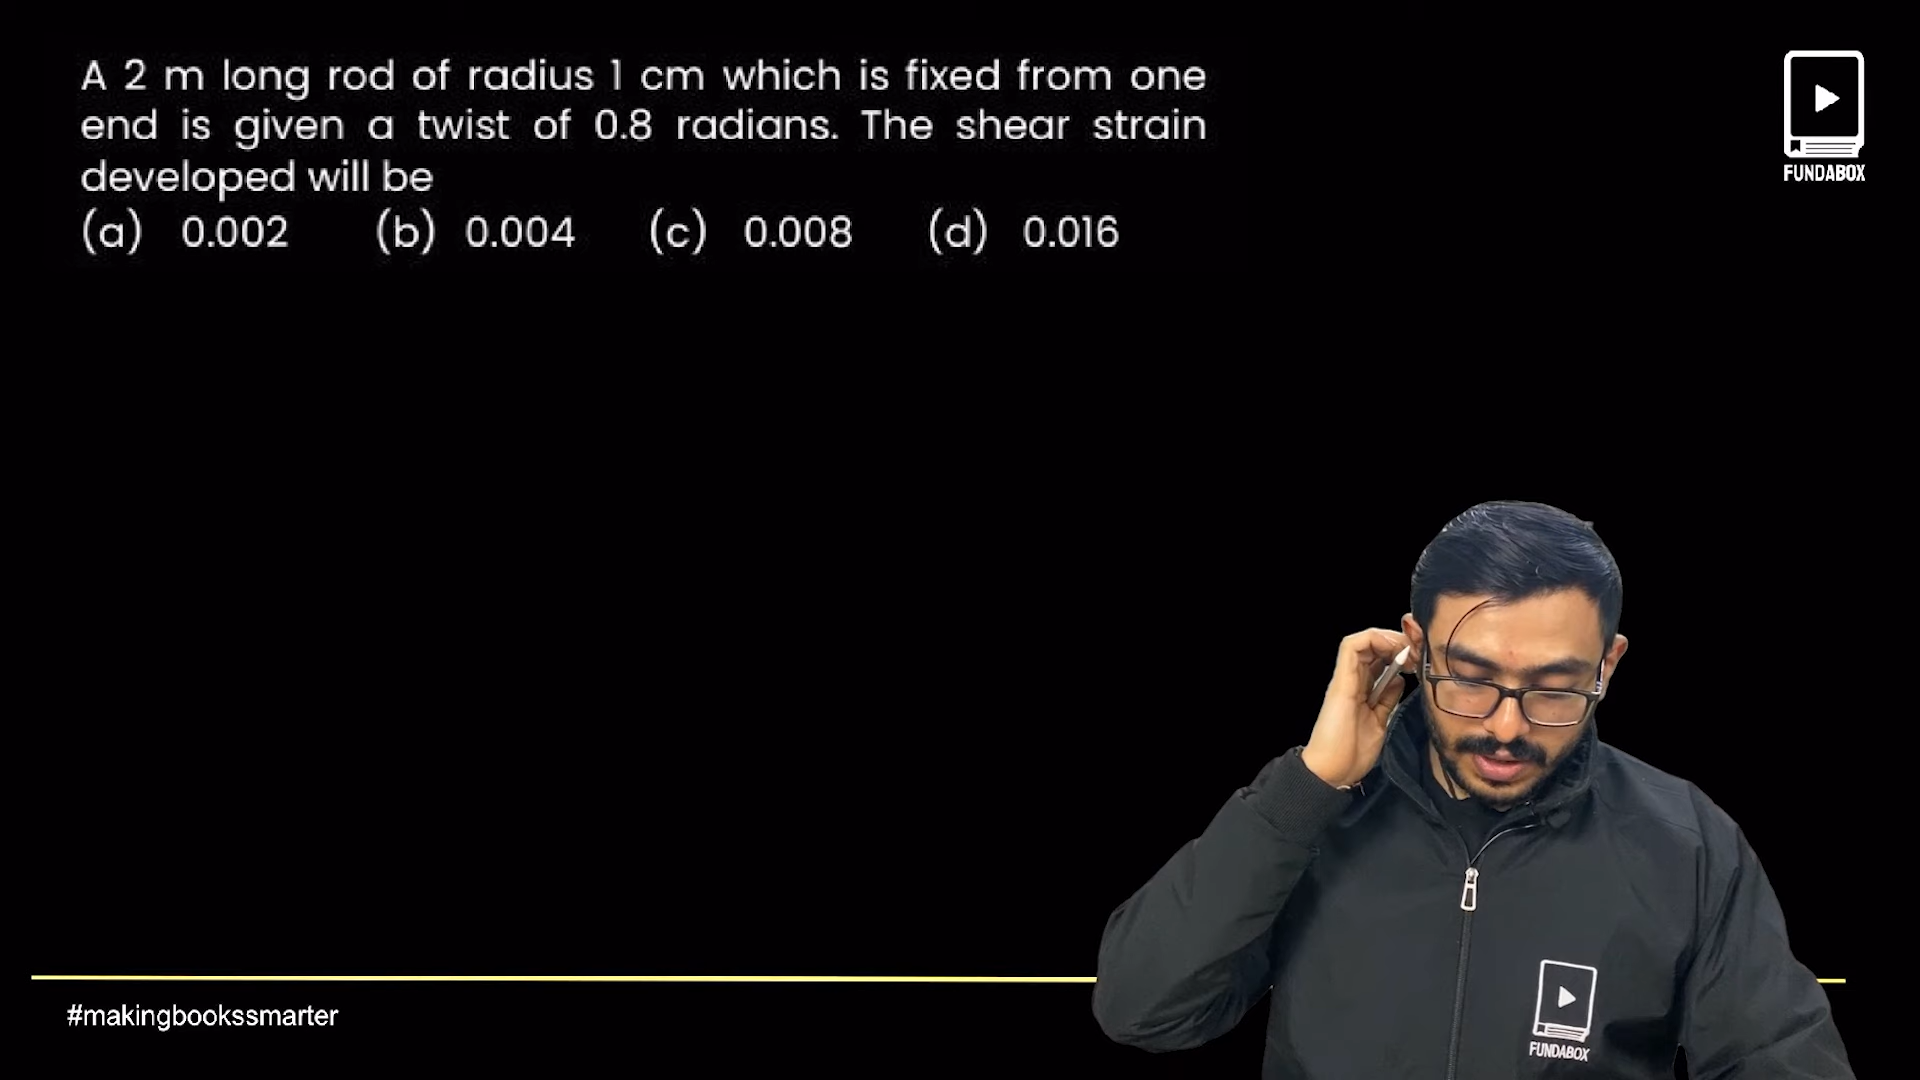 A 2 m long rod of radius 1 cm which is fixed from one
end is given a twist of 0.8 radians. The shear strain
developed will be
(a) 0.002 (b) 0.004 (c) 0.008 (d) 0.016
FUNDABOX
FUNDABOX
#makingbookssmarter